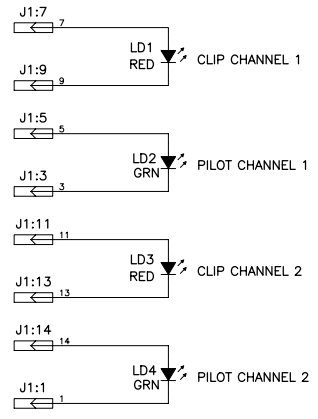 J1:7
7
LD1
RED
CLIP CHANNEL 1
J1:9
9
J1:5
5
LD2
GRN
PILOT CHANNEL 1
J1:3
3
J1:11
11
LD3
RED
CLIP CHANNEL 2
J1:13
13
J1:14
14
LD4
GRN
PILOT CHANNEL 2
J1:1
1